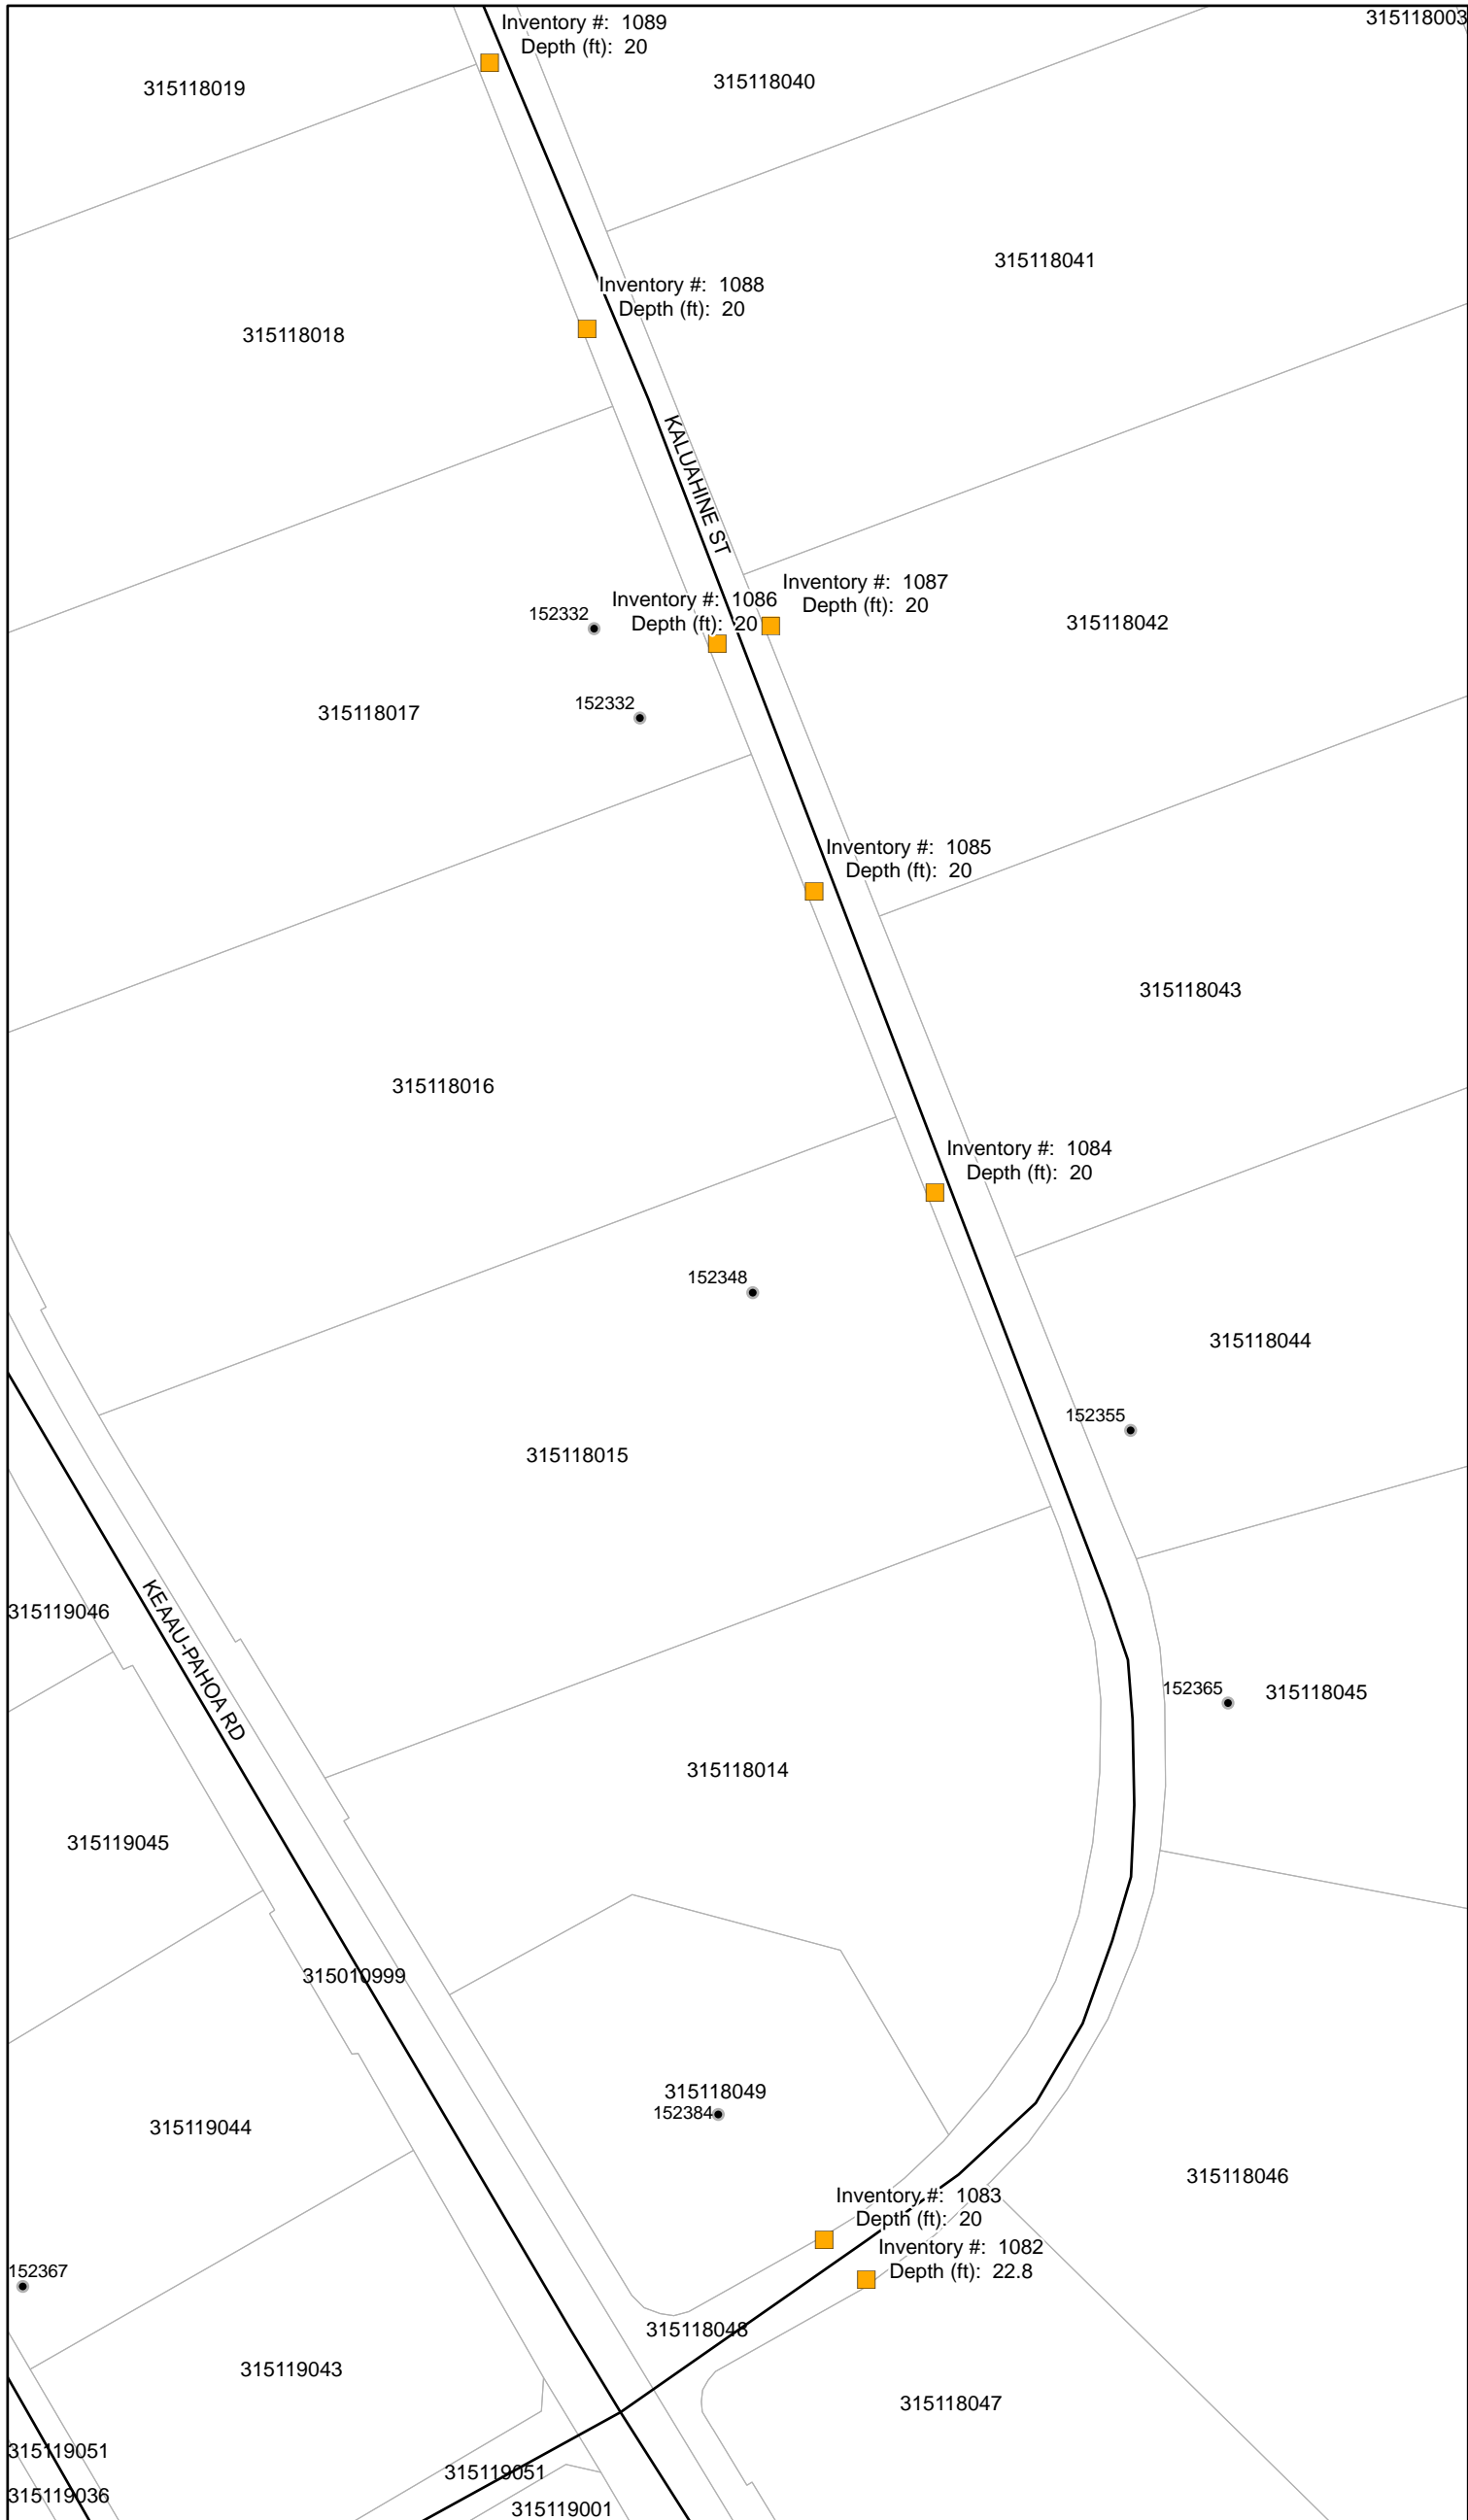 315118003
Inventory #: 1089
Depth (ft): 20
315118019
315118040
315118041
Inventory #: 1088
Depth (ft): 20
315118018
KALUAHINE ST
Inventory #: 1087
Depth (ft): 20
Inventory #: 1086
Depth (ft): 20
152332
315118042
152332
315118017
Inventory #: 1085
Depth (ft): 20
315118043
315118016
Inventory #: 1084
Depth (ft): 20
152348
315118044
152355
315118015
315119046
KEAAU-PAHOA RD
152365
315118045
315118014
315119045
315010999
315118049
152384
315119044
315118046
Inventory #: 1083
Depth (ft): 20
Inventory #: 1082
Depth (ft): 22.8
152367
315118048
315119043
315118047
315119051
315119051
315119036
315119001